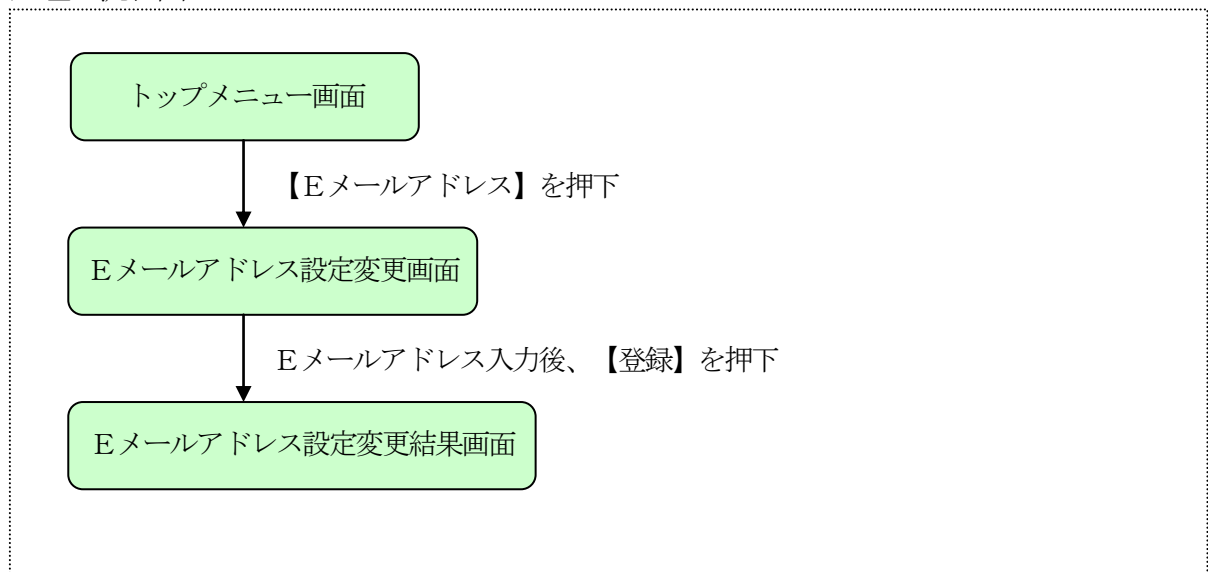 トップメニュー画面
【Ｅメールアドレス】を押下
Ｅメールアドレス設定変更画面
Ｅメールアドレス入力後、【登録】を押下
Ｅメールアドレス設定変更結果画面